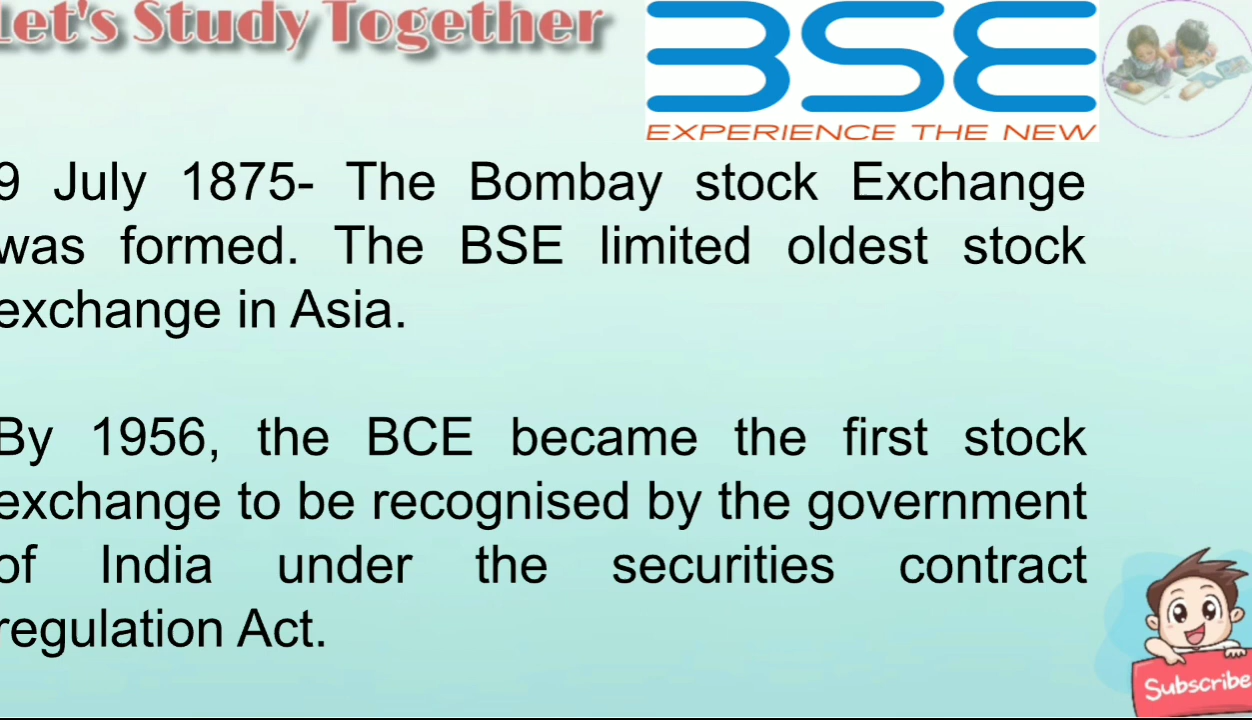 Let's Study Together
BSE
EXPERIENCE THE NEW
9 July 1875- The Bombay stock Exchange
was formed. The BSE limited oldest stock
exchange in Asia.
By 1956, the BCE became the first stock
exchange to be recognised by the government
of India under the securities contract
regulation Act.
Subscribe